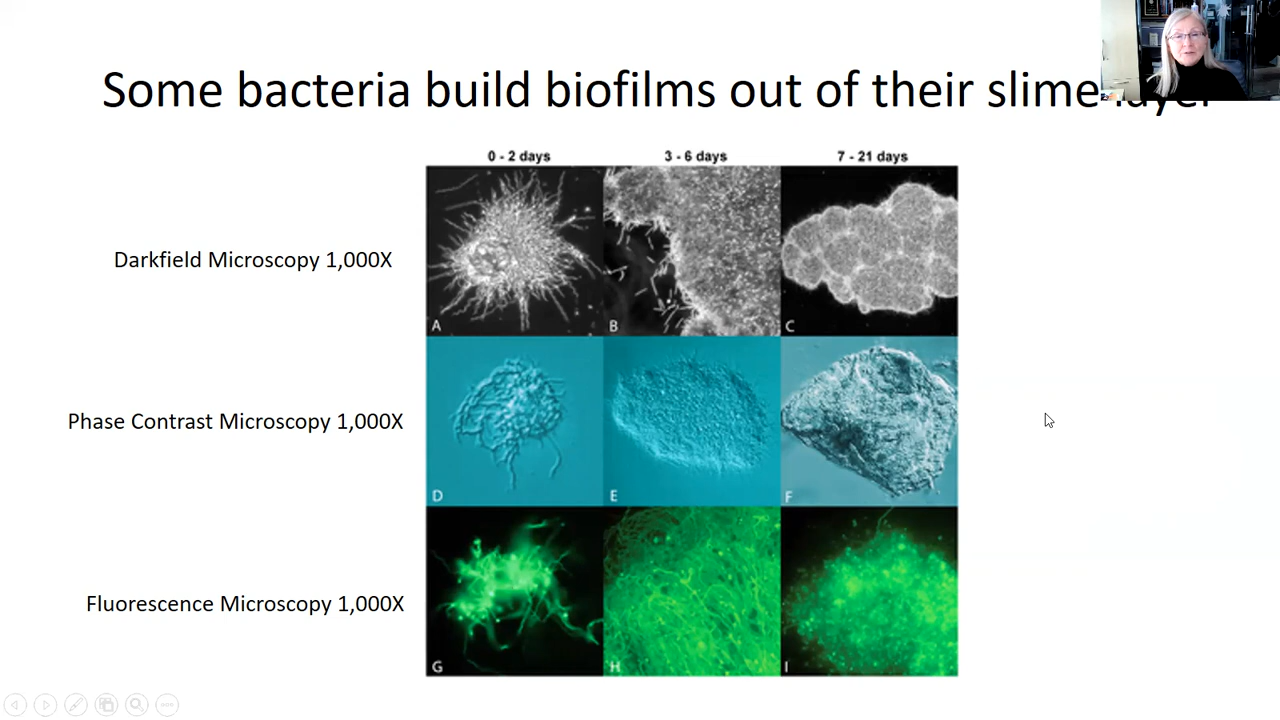 Some bacteria build biofilms out of their slime layer
0 - 2 days 3 - 6 days 7 - 21 days
Darkfield Microscopy 1,000X
A B C
Phase Contrast Microscopy 1,000X
D E F
Fluorescence Microscopy 1,000X
G H I